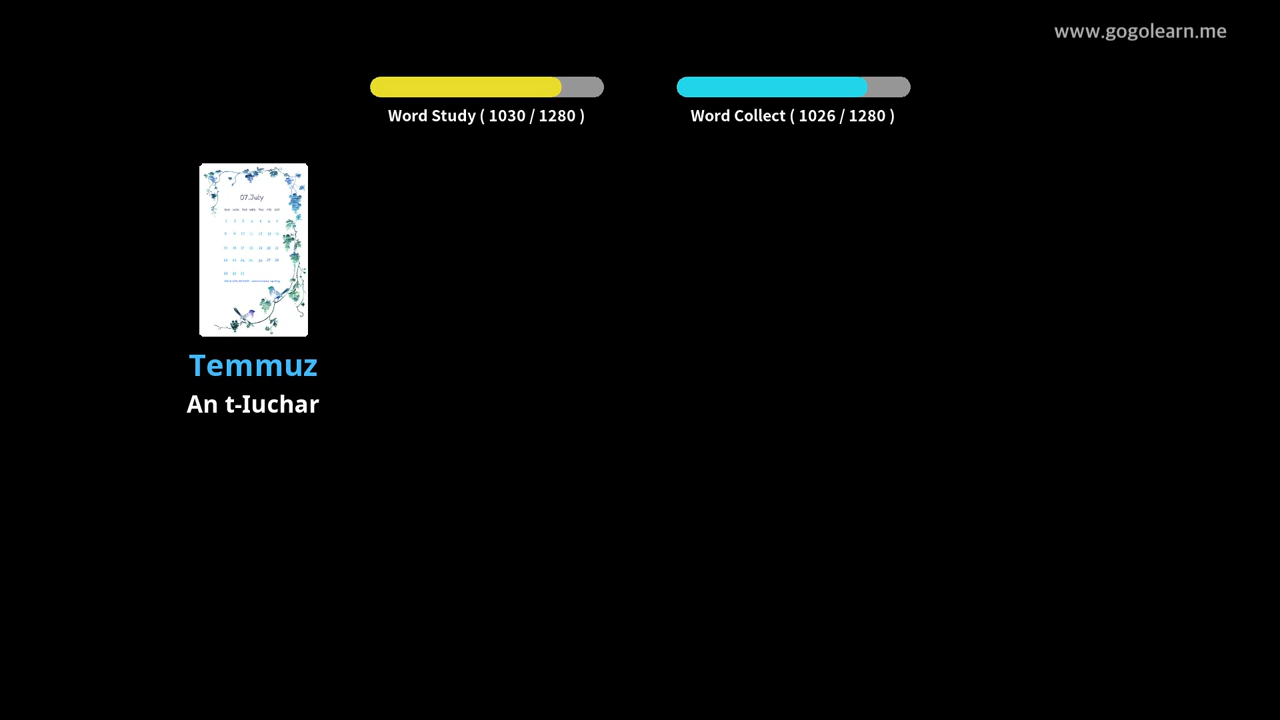 www.gogolearn.me
Word Study ( 1030 / 1280 )
Word Collect ( 1026 / 1280 )
07.July
Temmuz
An t-Iuchar